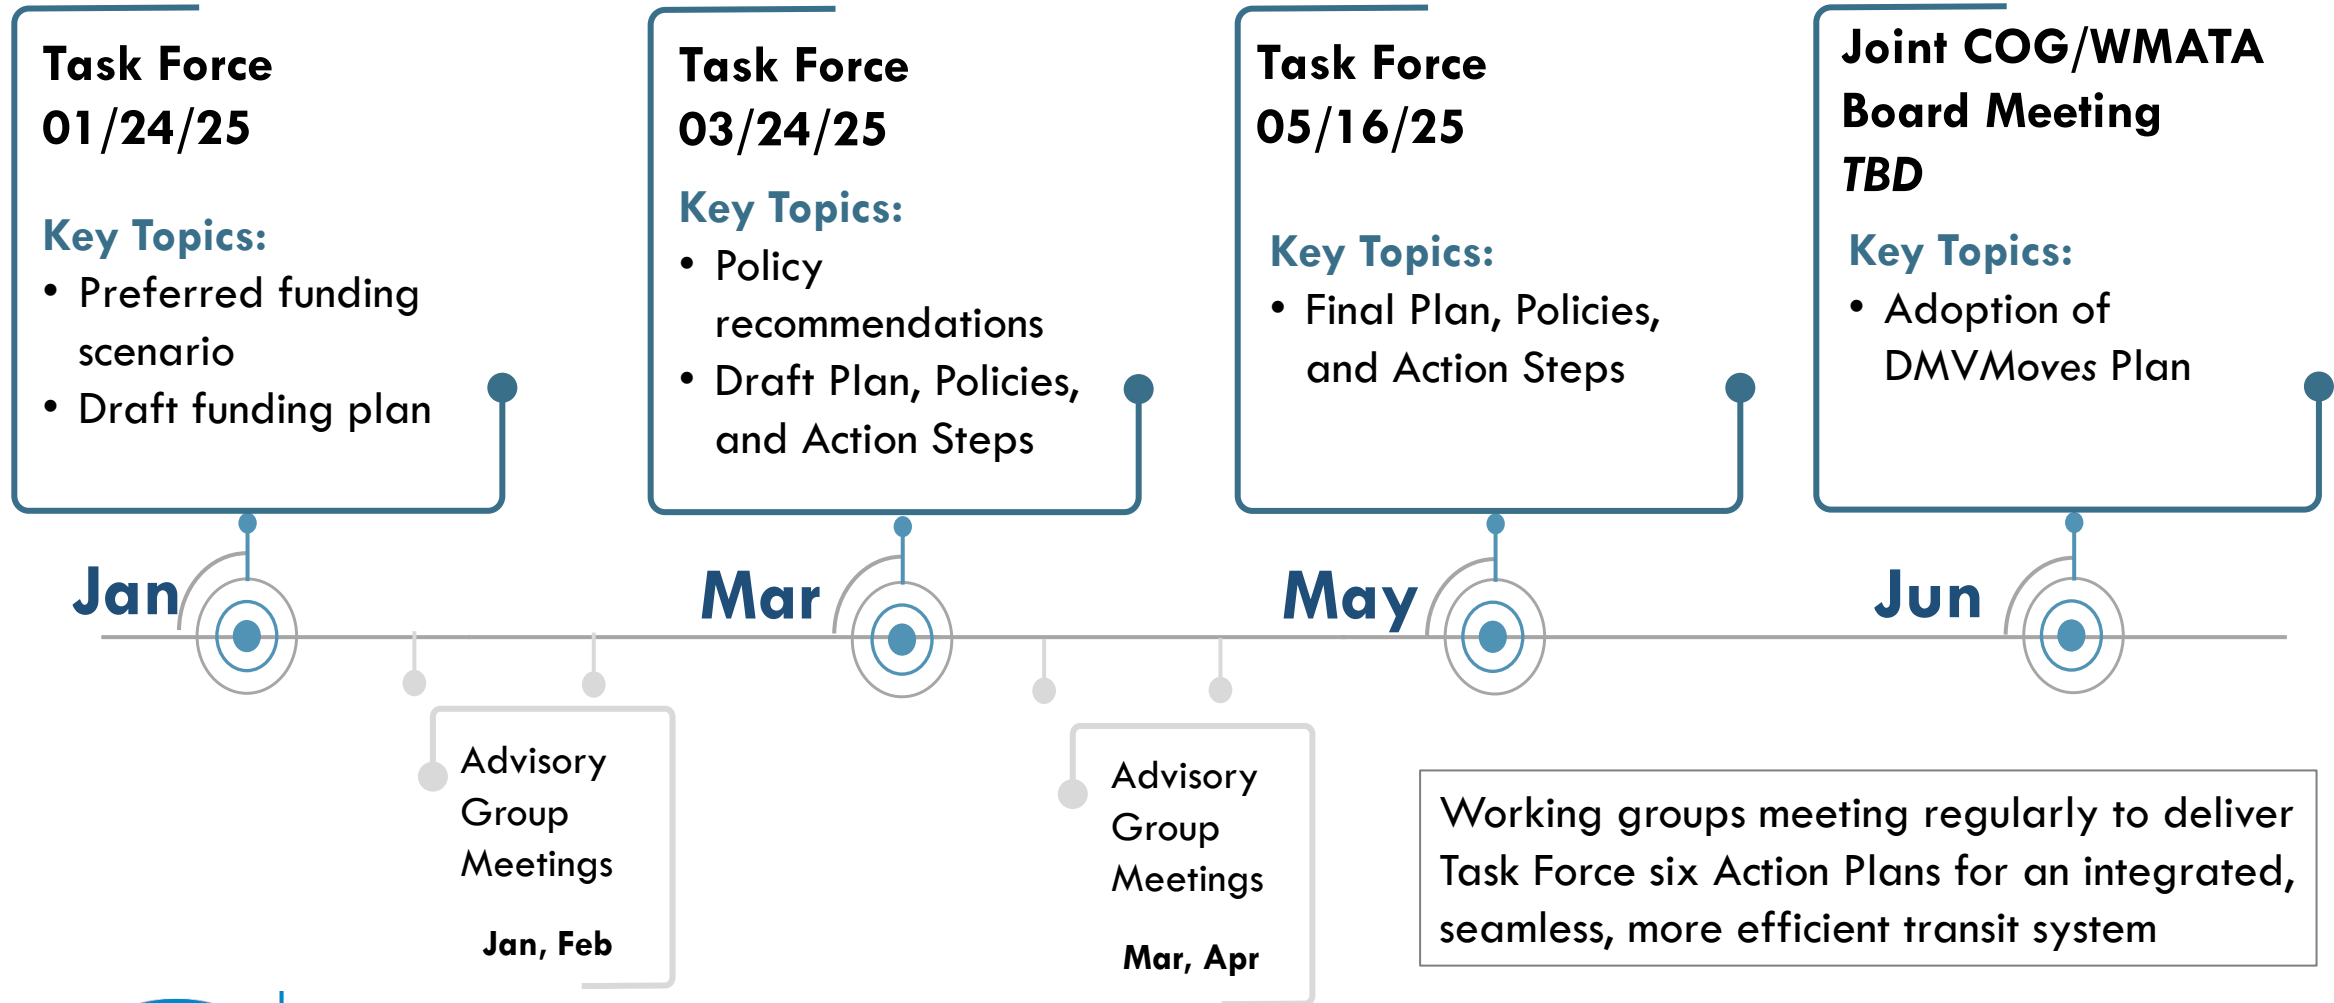 Task Force
01/24/25
Key Topics:
• Preferred funding
scenario
• Draft funding plan
Task Force
03/24/25
Key Topics:
• Policy
recommendations
• Draft Plan, Policies,
and Action Steps
Task Force
05/16/25
Key Topics:
• Final Plan, Policies,
and Action Steps
Joint COG/WMATA
Board Meeting
TBD
Key Topics:
• Adoption of
DMVMoves Plan
Jan
Mar
May
Jun
Advisory
Group
Meetings
Jan, Feb
Advisory
Group
Meetings
Mar, Apr
Working groups meeting regularly to deliver
Task Force six Action Plans for an integrated,
seamless, more efficient transit system